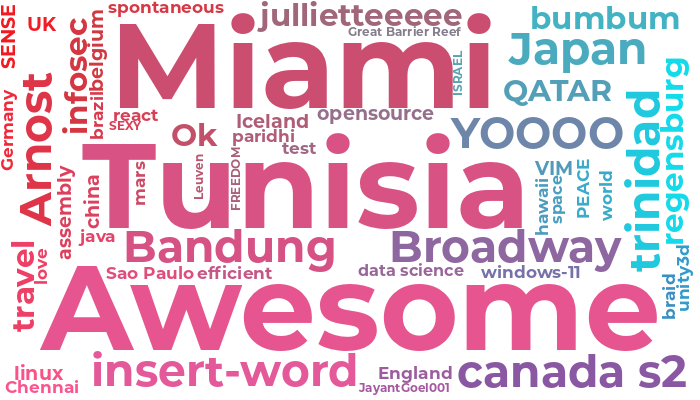 SENSE
UK
spontaneous
jullietteeeee
Great Barrier Reef
bumbum
Miami
Japan
ISRAEL
QATAR
infosec
brazil
belgium
Germany
Arnost
react
SEXY
Ok
Iceland
opensource
paridhi
test
YOOOO
trinidad
regensburg
Tunisia
Leuven
FREEDOM
mars
china
assembly
VIM
hawaii
space
PEACE
world
java
Bandung
Broadway
travel
love
Sao Paulo
efficient
data science
windows-11
braid
unity3d
Awesome
linux
Chennai
insert-word
England
JayantGoel001
canada s2